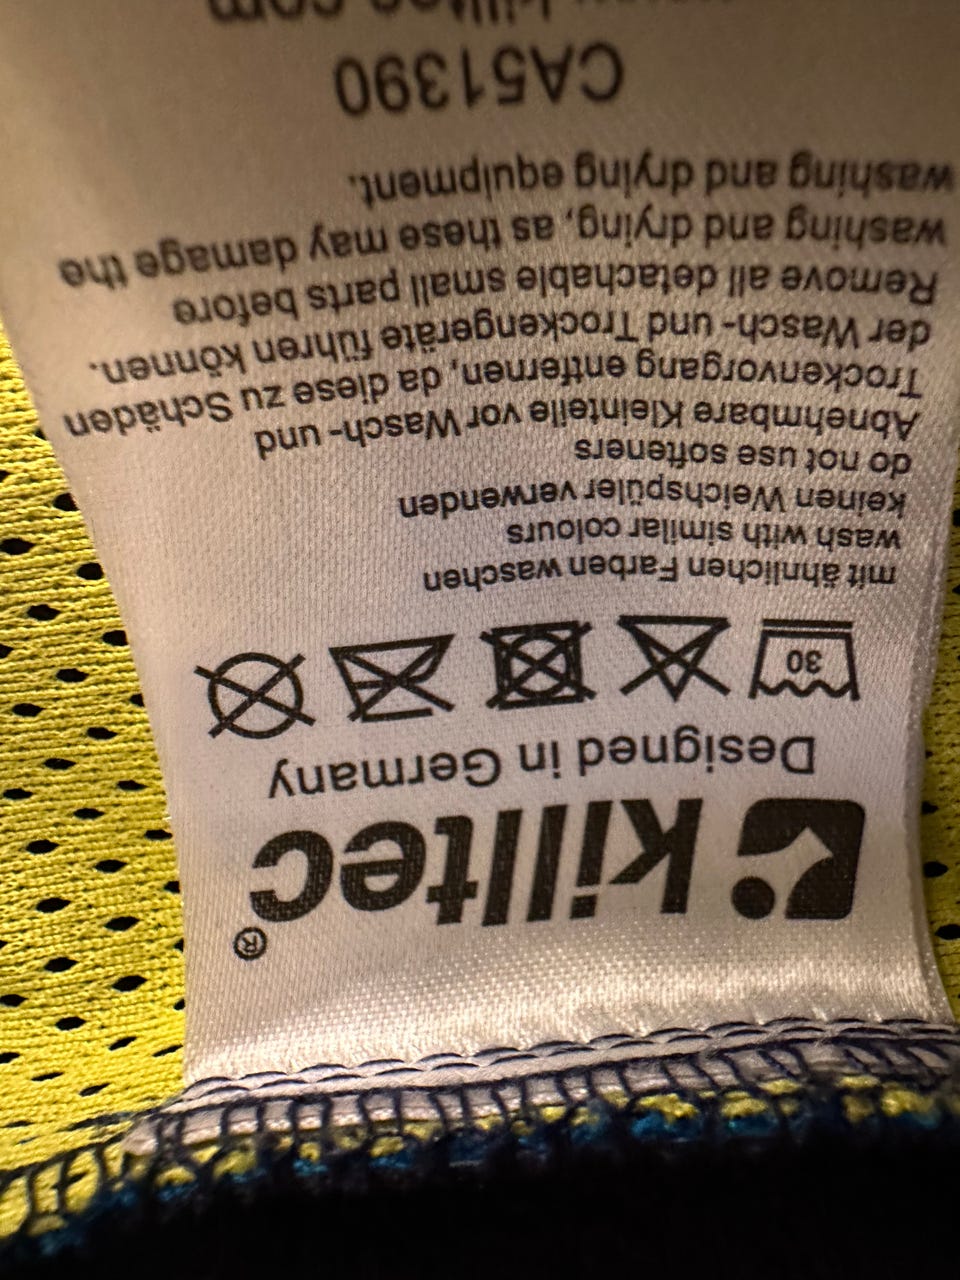 killtec®
Designed in Germany
30
mit ähnlichen Farben waschen
wash with similar colours
keinen Weichspüler verwenden
do not use softeners
Abnehmbare Kleinteile vor Wasch- und
Trockenvorgang entfernen, da diese zu Schäden
der Wasch- und Trockengeräte führen können.
Remove all detachable small parts before
washing and drying, as these may damage the
washing and drying equipment.
CA51390
killtec.com